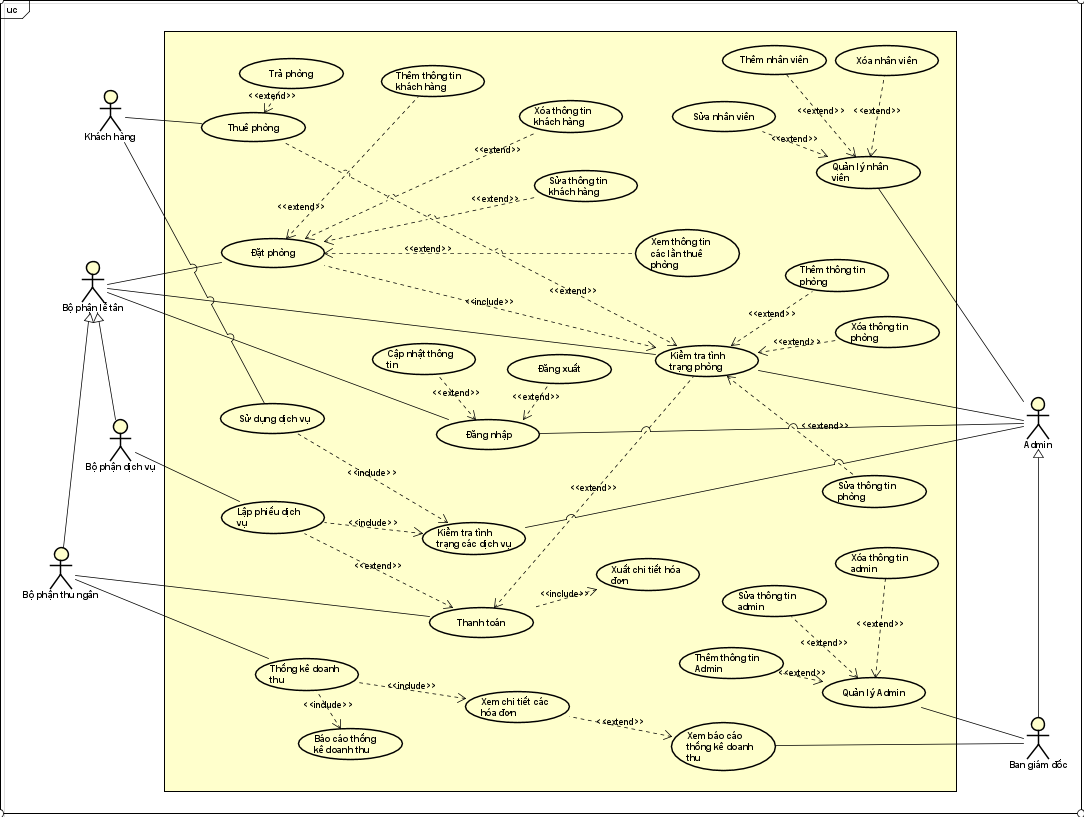 uc
Trả phòng
<<extend>>
Thuê phòng
Thêm thông tin
khách hàng
Xóa thông tin
khách hàng
<<extend>>
Sửa thông tin
khách hàng
<<extend>>
<<extend>>
Thêm nhân viên
Xóa nhân viên
Sửa nhân viên
<<extend>>
<<extend>>
<<extend>>
Quản lý nhân
viên
Khách hàng
Đặt phòng
<<extend>>
Xem thông tin
các lần thuê
phòng
Thêm thông tin
phòng
<<extend>>
<<include>>
<<extend>>
Xóa thông tin
phòng
<<extend>>
Bộ phận lễ tân
Kiểm tra tình
trạng phòng
Cập nhật thông
tin
Đăng xuất
<<extend>>
<<extend>>
Đăng nhập
Sử dụng dịch vụ
<<extend>>
Admin
Bộ phận dịch vụ
<<include>>
<<extend>>
Sửa thông tin
phòng
Lập phiếu dịch
vụ
<<include>>
Kiểm tra tình
trạng các dịch vụ
<<extend>>
Xuất chi tiết hóa
đơn
<<include>>
Xóa thông tin
admin
Bộ phận thu ngân
Thanh toán
Sửa thông tin
admin
<<extend>>
<<extend>>
Thêm thông tin
Admin
<<extend>>
Quản lý Admin
Thống kê doanh
thu
<<include>>
<<include>>
Xem chi tiết các
hóa đơn
<<extend>>
Báo cáo thống
kê doanh thu
Xem báo cáo
thống kê doanh
thu
Ban giám đốc